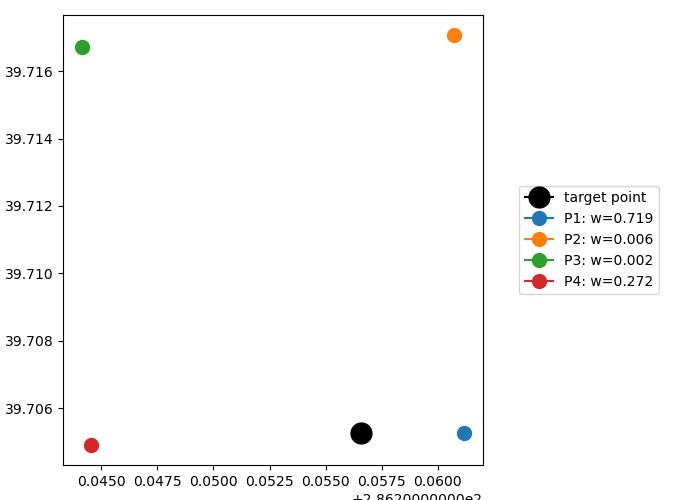 39.716
39.714
39.712
39.710
39.708
39.706
0.0450 0.0475 0.0500 0.0525 0.0550 0.0575 0.0600
+2.8620000000e2
target point
P1: w=0.719
P2: w=0.006
P3: w=0.002
P4: w=0.272